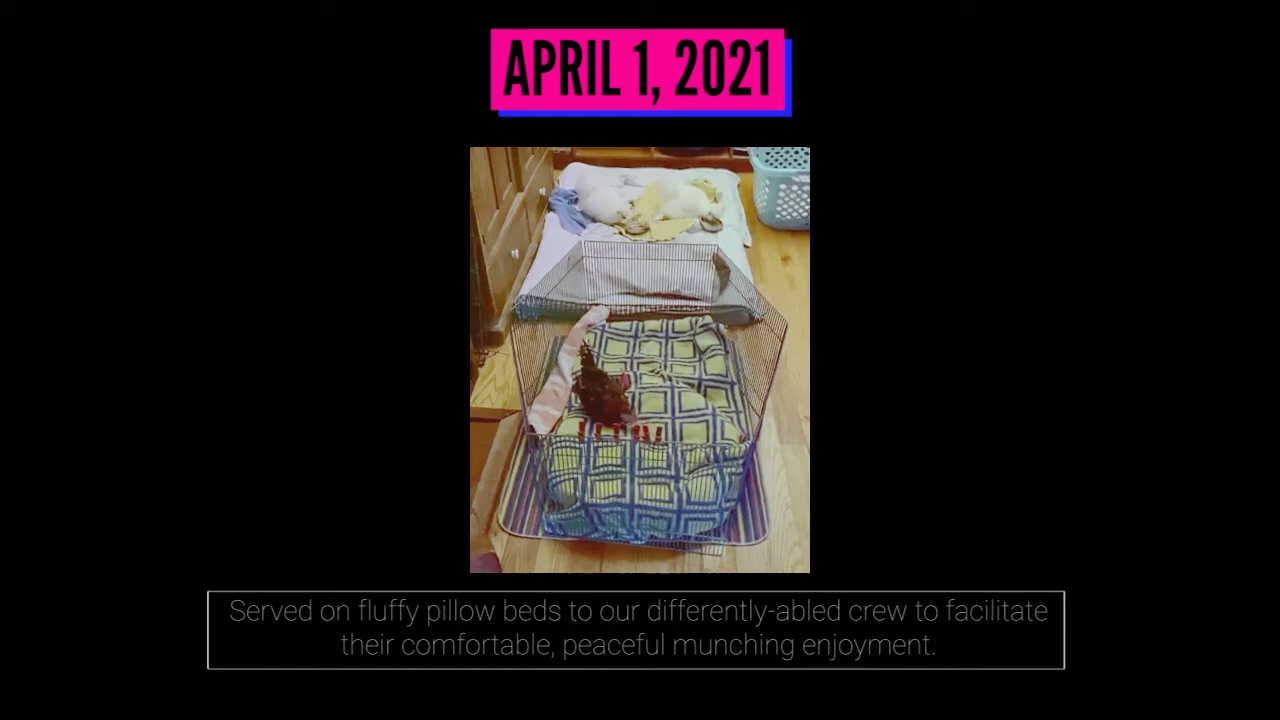 APRIL 1, 2021
Served on fluffy pillow beds to our differently-abled crew to facilitate
their comfortable, peaceful munching enjoyment.